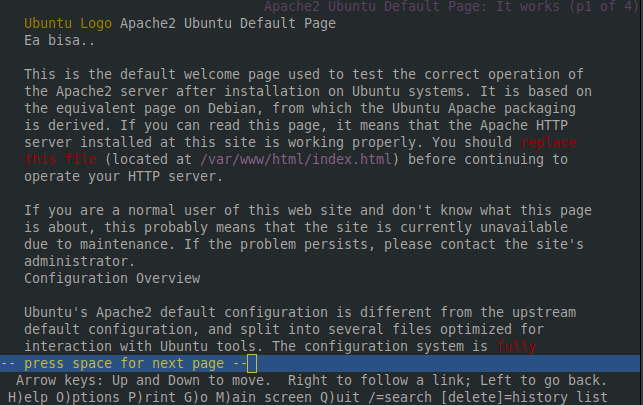 Apache2 Ubuntu Default Page: It works (p1 of 4)
Ubuntu Logo Apache2 Ubuntu Default Page
Ea bisa..
This is the default welcome page used to test the correct operation of
the Apache2 server after installation on Ubuntu systems. It is based on
the equivalent page on Debian, from which the Ubuntu Apache packaging
is derived. If you can read this page, it means that the Apache HTTP
server installed at this site is working properly. You should replace
this file (located at /var/www/html/index.html) before continuing to
operate your HTTP server.
If you are a normal user of this web site and don't know what this page
is about, this probably means that the site is currently unavailable
due to maintenance. If the problem persists, please contact the site's
administrator.
Configuration Overview
Ubuntu's Apache2 default configuration is different from the upstream
default configuration, and split into several files optimized for
interaction with Ubuntu tools. The configuration system is fully
-- press space for next page --
Arrow keys: Up and Down to move.  Right to follow a link; Left to go back.
H)elp O)ptions P)rint G)o M)ain screen Q)uit /=search [delete]=history list